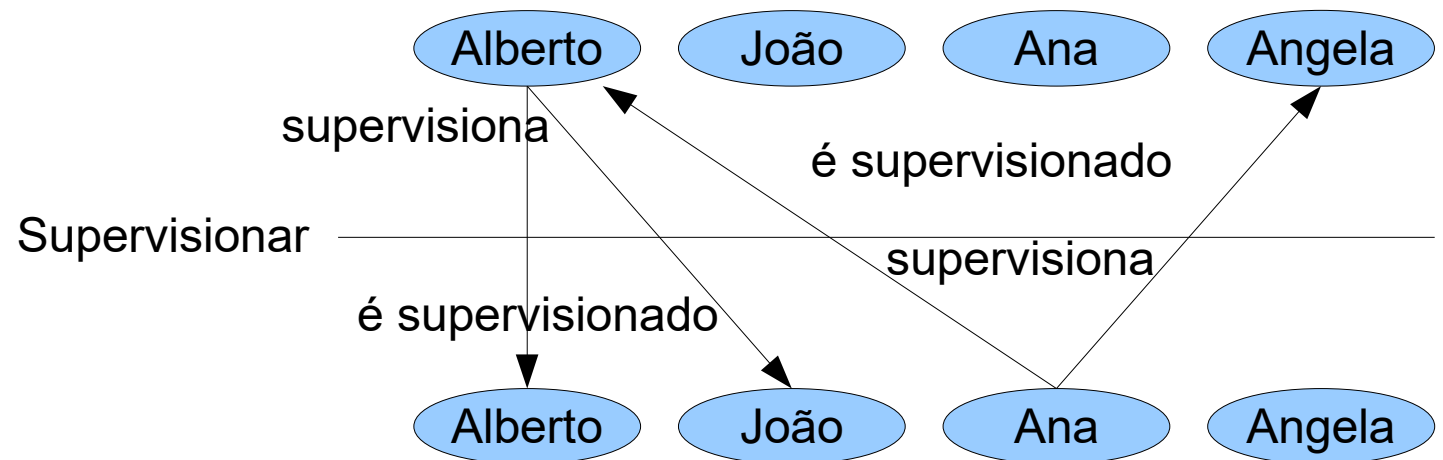 Alberto João Ana Angela
supervisiona
é supervisionado
Supervisionar
supervisiona
é supervisionado
Alberto João Ana Angela